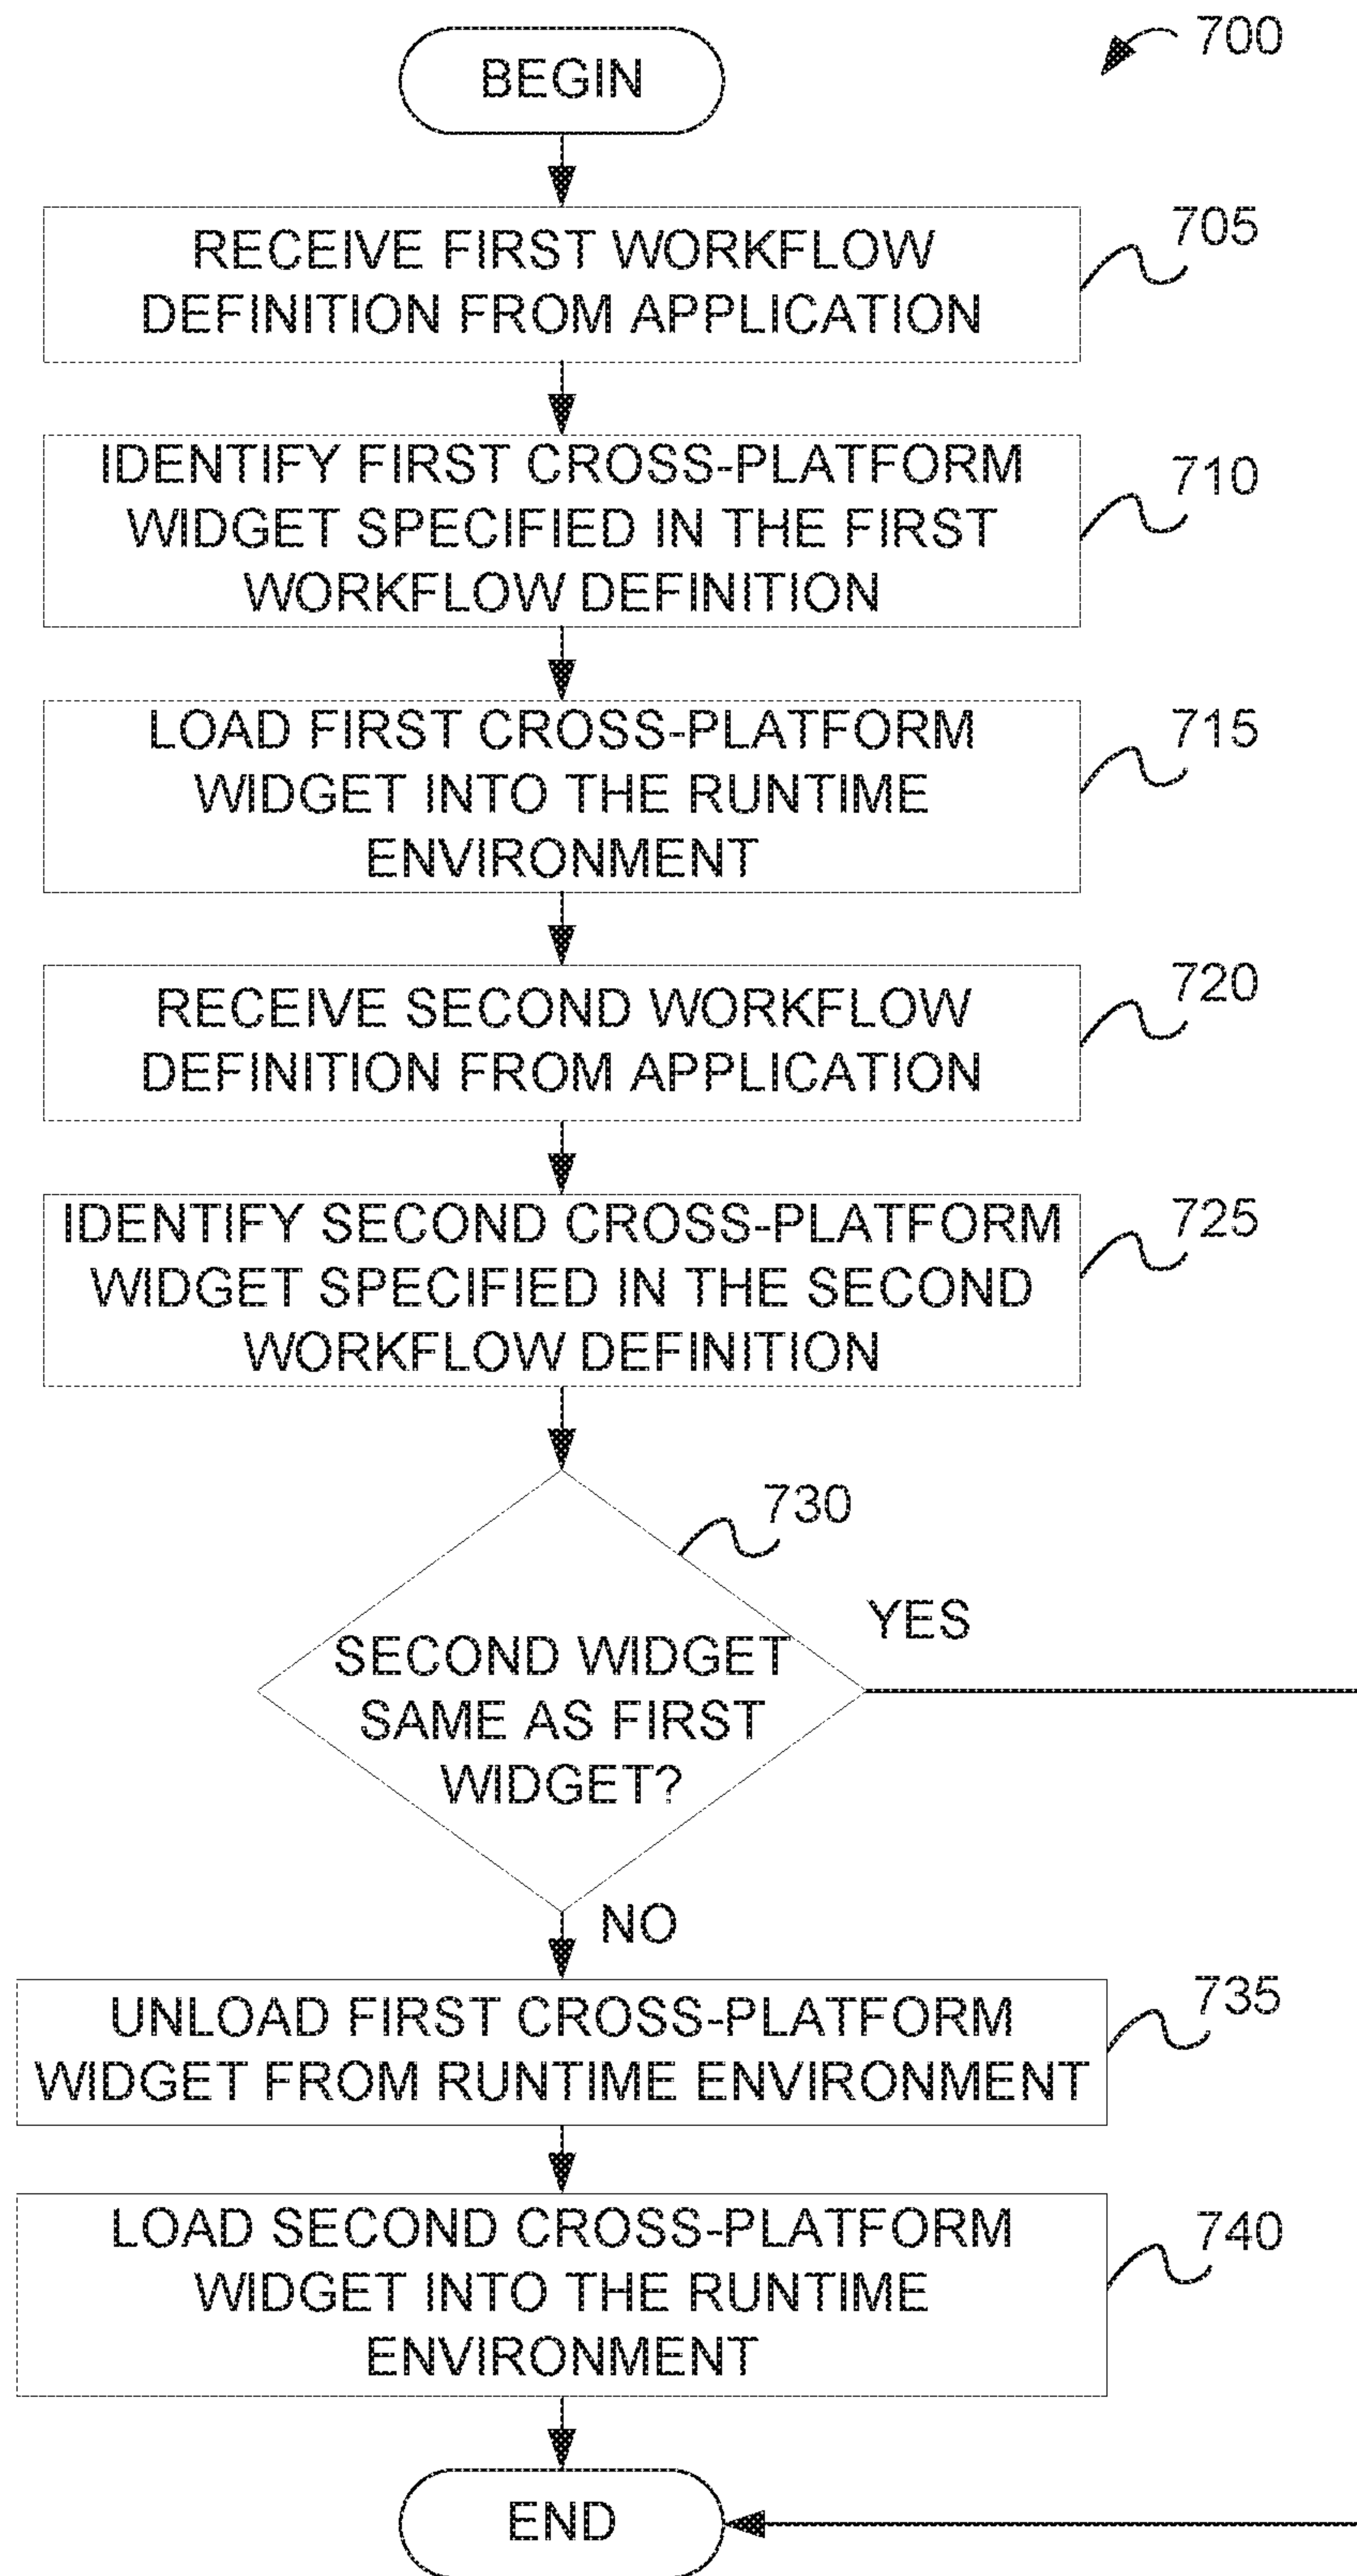 700
BEGIN
RECEIVE FIRST WORKFLOW
DEFINITION FROM APPLICATION
705
IDENTIFY FIRST CROSS-PLATFORM
WIDGET SPECIFIED IN THE FIRST
WORKFLOW DEFINITION
710
LOAD FIRST CROSS-PLATFORM
WIDGET INTO THE RUNTIME
ENVIRONMENT
715
RECEIVE SECOND WORKFLOW
DEFINITION FROM APPLICATION
720
IDENTIFY SECOND CROSS-PLATFORM
WIDGET SPECIFIED IN THE SECOND
WORKFLOW DEFINITION
725
730
SECOND WIDGET
SAME AS FIRST
WIDGET?
YES
NO
UNLOAD FIRST CROSS-PLATFORM
WIDGET FROM RUNTIME ENVIRONMENT
735
LOAD SECOND CROSS-PLATFORM
WIDGET INTO THE RUNTIME
ENVIRONMENT
740
END